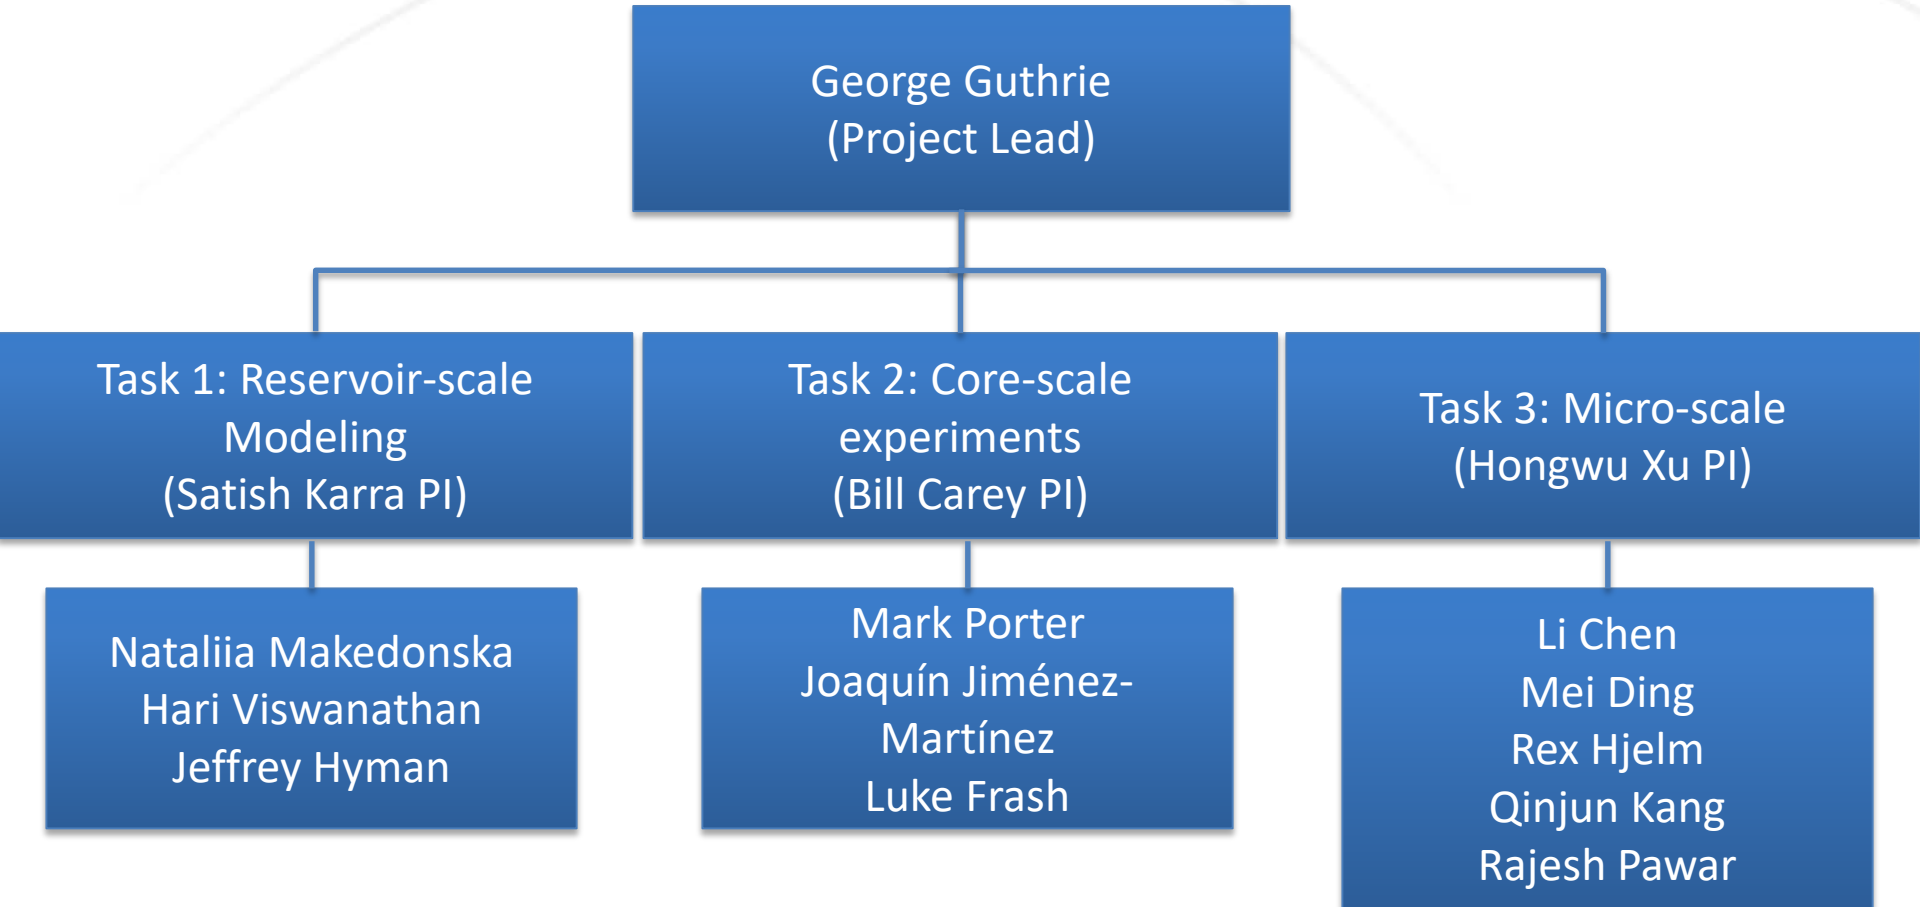 George Guthrie
(Project Lead)
Task 1: Reservoir-scale
Modeling
(Satish Karra PI)
Task 2: Core-scale
experiments
(Bill Carey PI)
Task 3: Micro-scale
(Hongwu Xu PI)
Nataliia Makedonska
Hari Viswanathan
Jeffrey Hyman
Mark Porter
Joaquín Jiménez-
Martínez
Luke Frash
Li Chen
Mei Ding
Rex Hjelm
Qinjun Kang
Rajesh Pawar